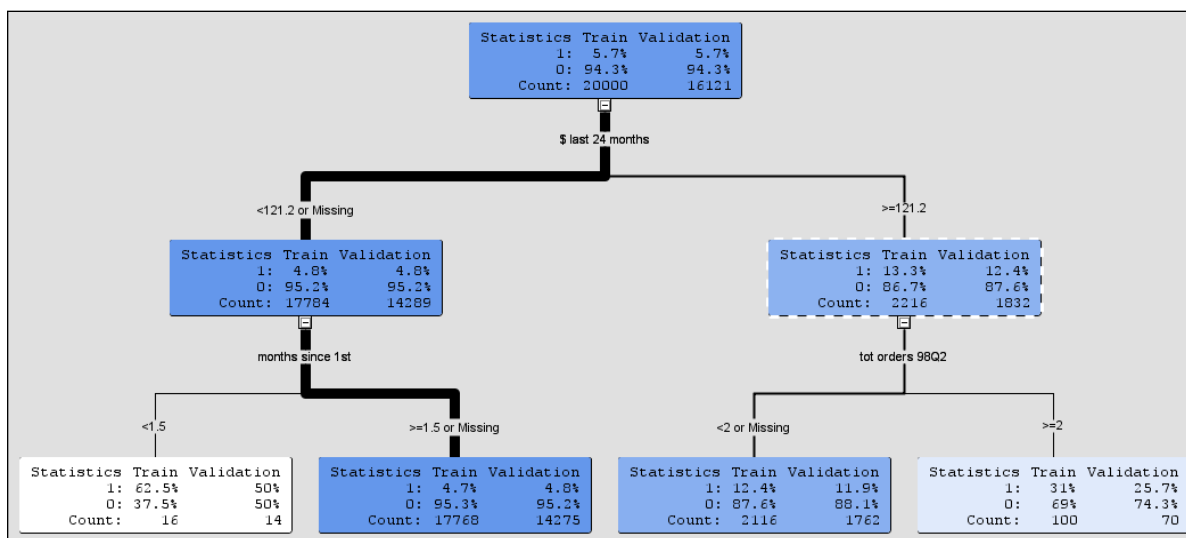 Statistics Train Validation
1: 5.7% 5.7%
0: 94.3% 94.3%
Count: 20000 16121
$ last 24 months
<121.2 or Missing
>=121.2
Statistics Train Validation
1: 4.8% 4.8%
0: 95.2% 95.2%
Count: 17784 14289
Statistics Train Validation
1: 13.3% 12.4%
0: 86.7% 87.6%
Count: 2216 1832
months since 1st
tot orders 98Q2
<1.5
>=1.5 or Missing
<2 or Missing
>=2
Statistics Train Validation
1: 62.5% 50%
0: 37.5% 50%
Count: 16 14
Statistics Train Validation
1: 4.7% 4.8%
0: 95.3% 95.2%
Count: 17768 14275
Statistics Train Validation
1: 12.4% 11.9%
0: 87.6% 88.1%
Count: 2116 1762
Statistics Train Validation
1: 31% 25.7%
0: 69% 74.3%
Count: 100 70